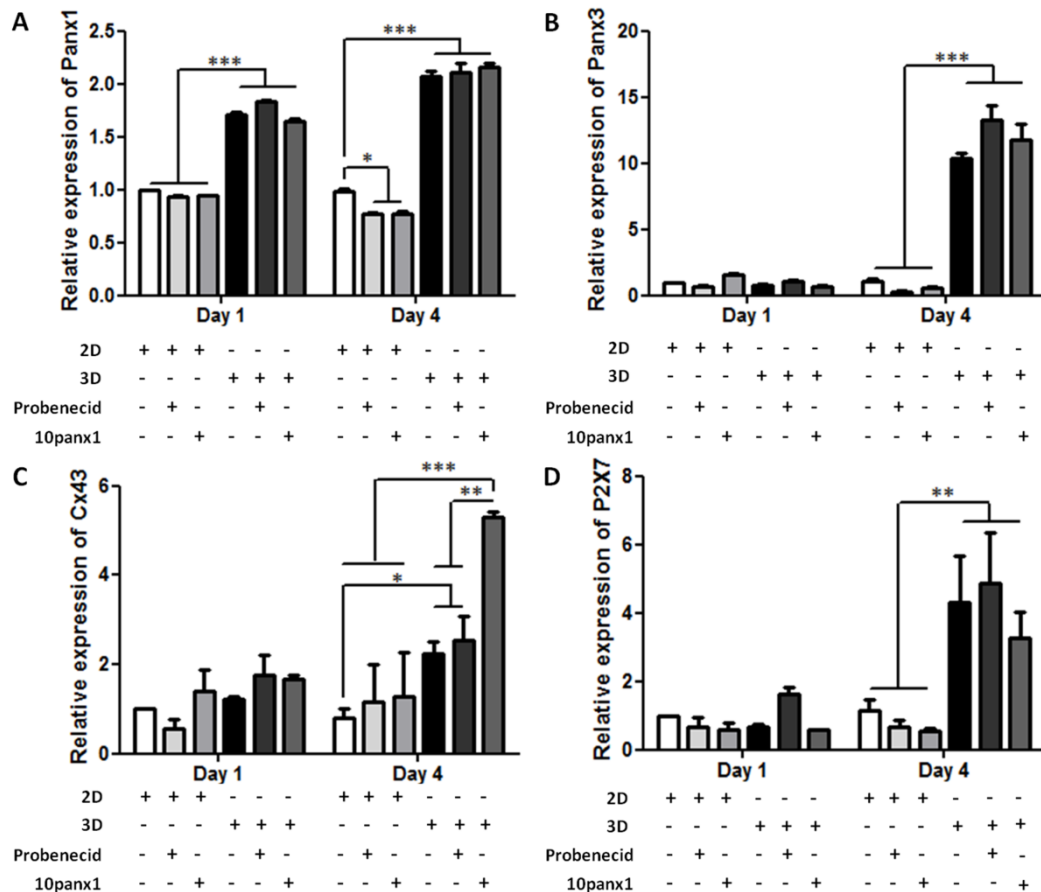 A
Relative expression of Panx1
2.5
2.0
1.5
1.0
0.5
0.0
***
***
*
Day 1
Day 4
2D + + + - - - + + + - - -
3D - - - + + + - - - + + +
Probenecid - + - - + - - + - - + -
10panx1 - - + - - + - - + - - +
B
Relative expression of Panx3
20
15
10
5
0
***
Day 1
Day 4
2D + + + - - - + + + - - -
3D - - - + + + - - - + + +
Probenecid - + - - + - - + - - + -
10panx1 - - + - - + - - + - - +
C
Relative expression of Cx43
6
4
2
0
***
**
*
Day 1
Day 4
2D + + + - - - + + + - - -
3D - - - + + + - - - + + +
Probenecid - + - - + - - + - - + -
10panx1 - - + - - + - - + - - +
D
Relative expression of P2X7
8
6
4
2
0
**
Day 1
Day 4
2D + + + - - - + + + - - -
3D - - - + + + - - - + + +
Probenecid - + - - + - - + - - + -
10panx1 - - + - - + - - + - - +